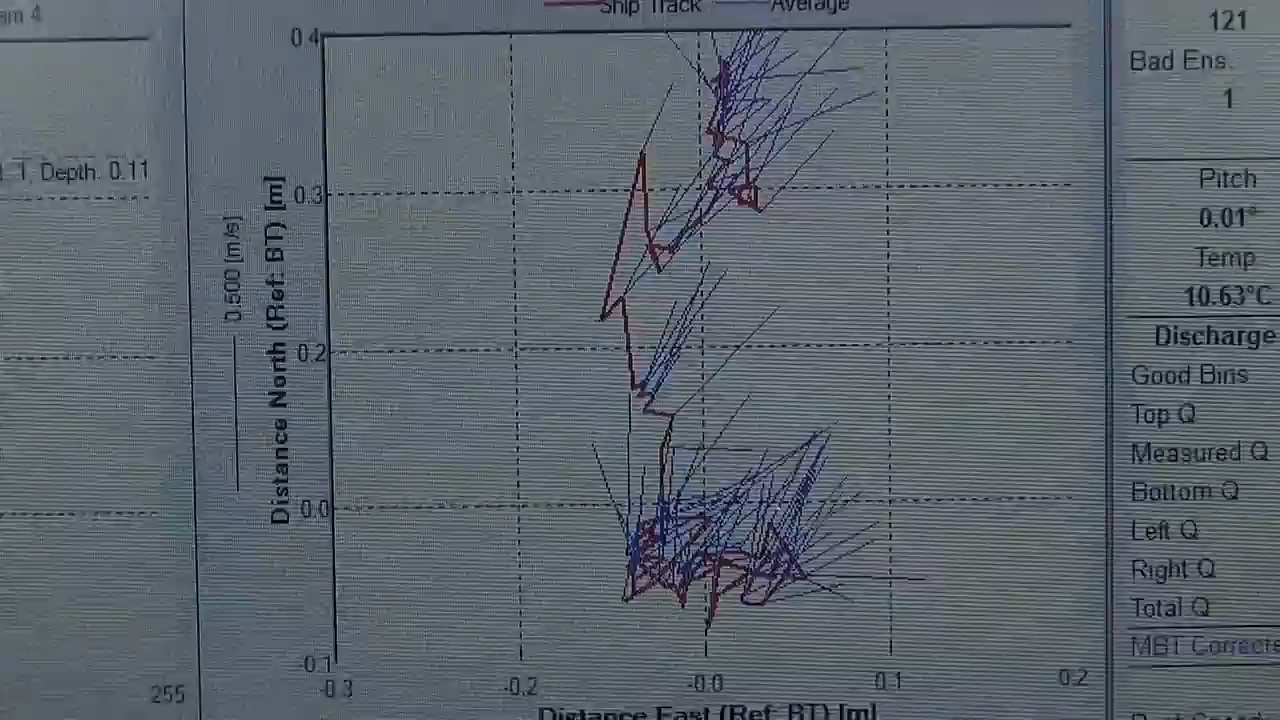 Ship Track
Average
am 4
T, Depth. 0.11
255
0.500 [m/s]
Distance North (Ref: BT) [m]
0 4
0.3
0.2
0.0
-0.1
-0.3
-0.2
-0.0
0.1
0.2
Distance East (Ref: BT) [m]
121
Bad Ens.
1
Pitch
0.01°
Temp
10.63°C
Discharge
Good Bins
Top Q
Measured Q
Bottom Q
Left Q
Right Q
Total Q
MBT Correcte